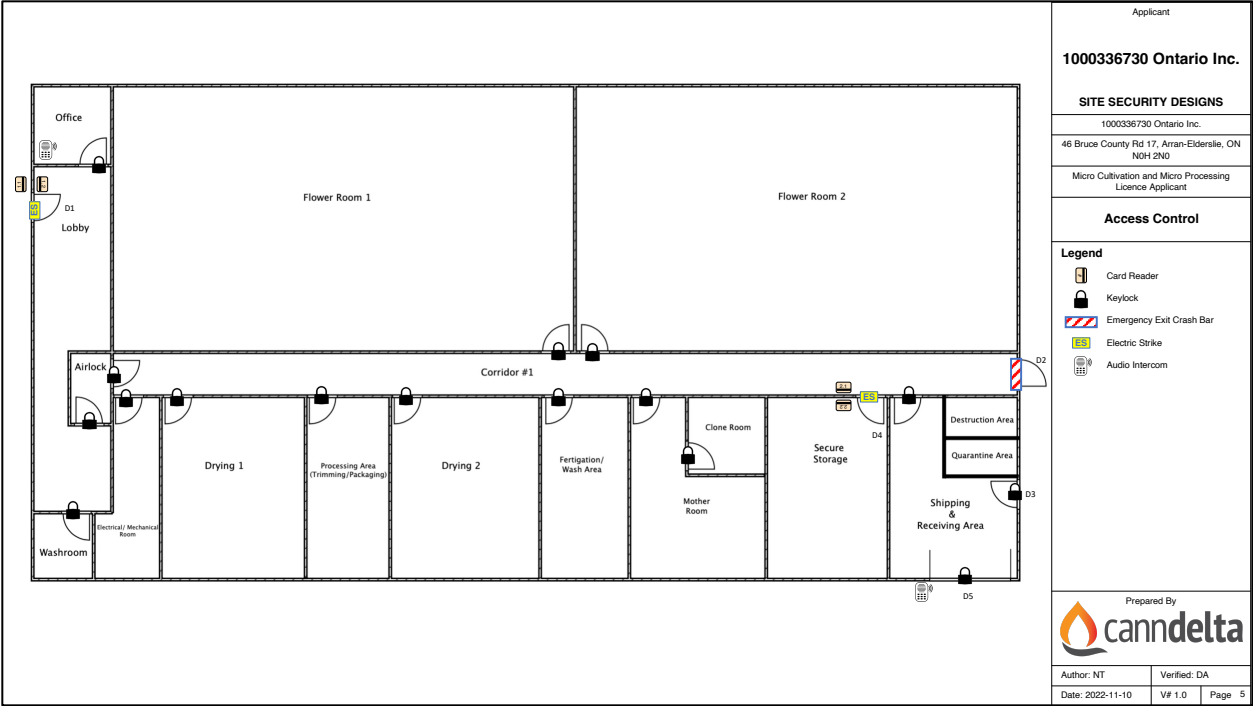 Office
1.1
D1
Lobby
ES
Flower Room 1
Flower Room 2
Airlock
Corridor #1
D2
2.1
ES
D4
Drying 1
Processing Area
(Trimming/Packaging)
Drying 2
Fertigation/
Wash Area
Clone Room
Mother
Room
Secure
Storage
Destruction Area
Quarantine Area
D3
Shipping
&
Receiving Area
Electrical/ Mechanical
Room
Washroom
D5
Applicant
1000336730 Ontario Inc.
SITE SECURITY DESIGNS
1000336730 Ontario Inc.
46 Bruce County Rd 17, Arran-Elderslie, ON
N0H 2N0
Micro Cultivation and Micro Processing
Licence Applicant
Access Control
Legend
Card Reader
Keylock
Emergency Exit Crash Bar
ES Electric Strike
Audio Intercom
Prepared By
canndelta
Author: NT Verified: DA
Date: 2022-11-10 V# 1.0 Page 5